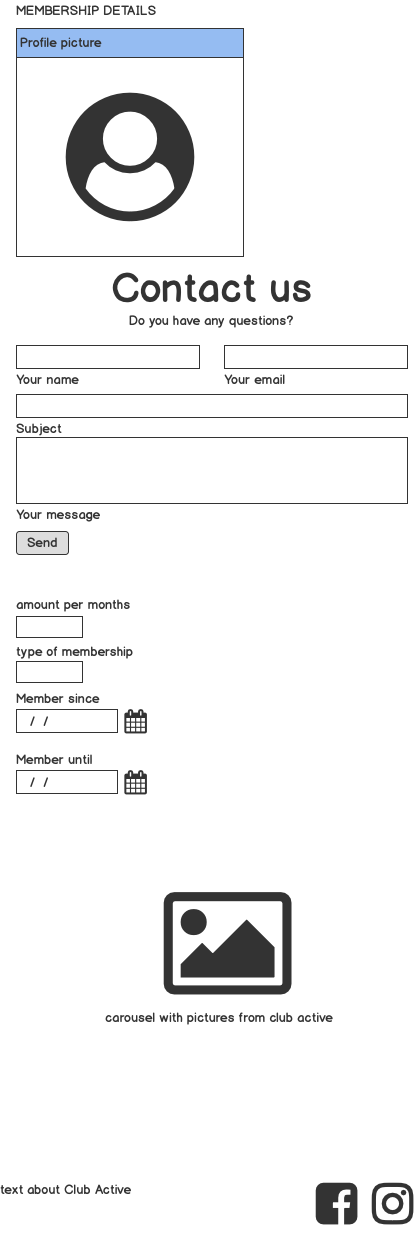 MEMBERSHIP DETAILS
Profile picture
Contact us
Do you have any questions?
Your name
Your email
Subject
Your message
Send
amount per months
type of membership
Member since
/ /
Member until
/ /
carousel with pictures from club active
text about Club Active